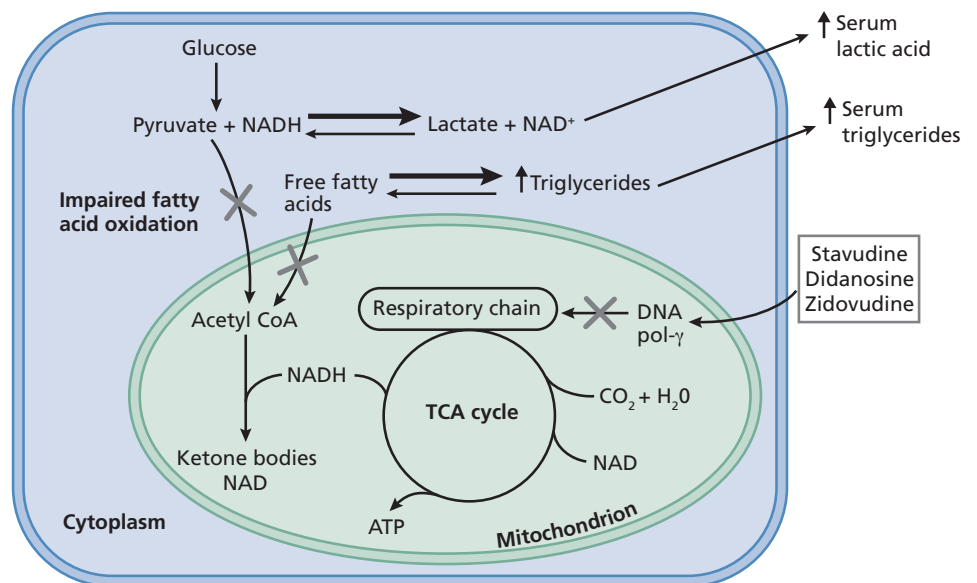 Glucose
↑ Serum
lactic acid
Pyruvate + NADH
Lactate + NAD⁺
↑ Serum
triglycerides
Free fatty
acids
↑Triglycerides
Impaired fatty
acid oxidation
Stavudine
Didanosine
Zidovudine
Acetyl CoA
Respiratory chain
DNA
pol-γ
NADH
TCA cycle
CO₂ + H₂0
Ketone bodies
NAD
NAD
ATP
Cytoplasm
Mitochondrion